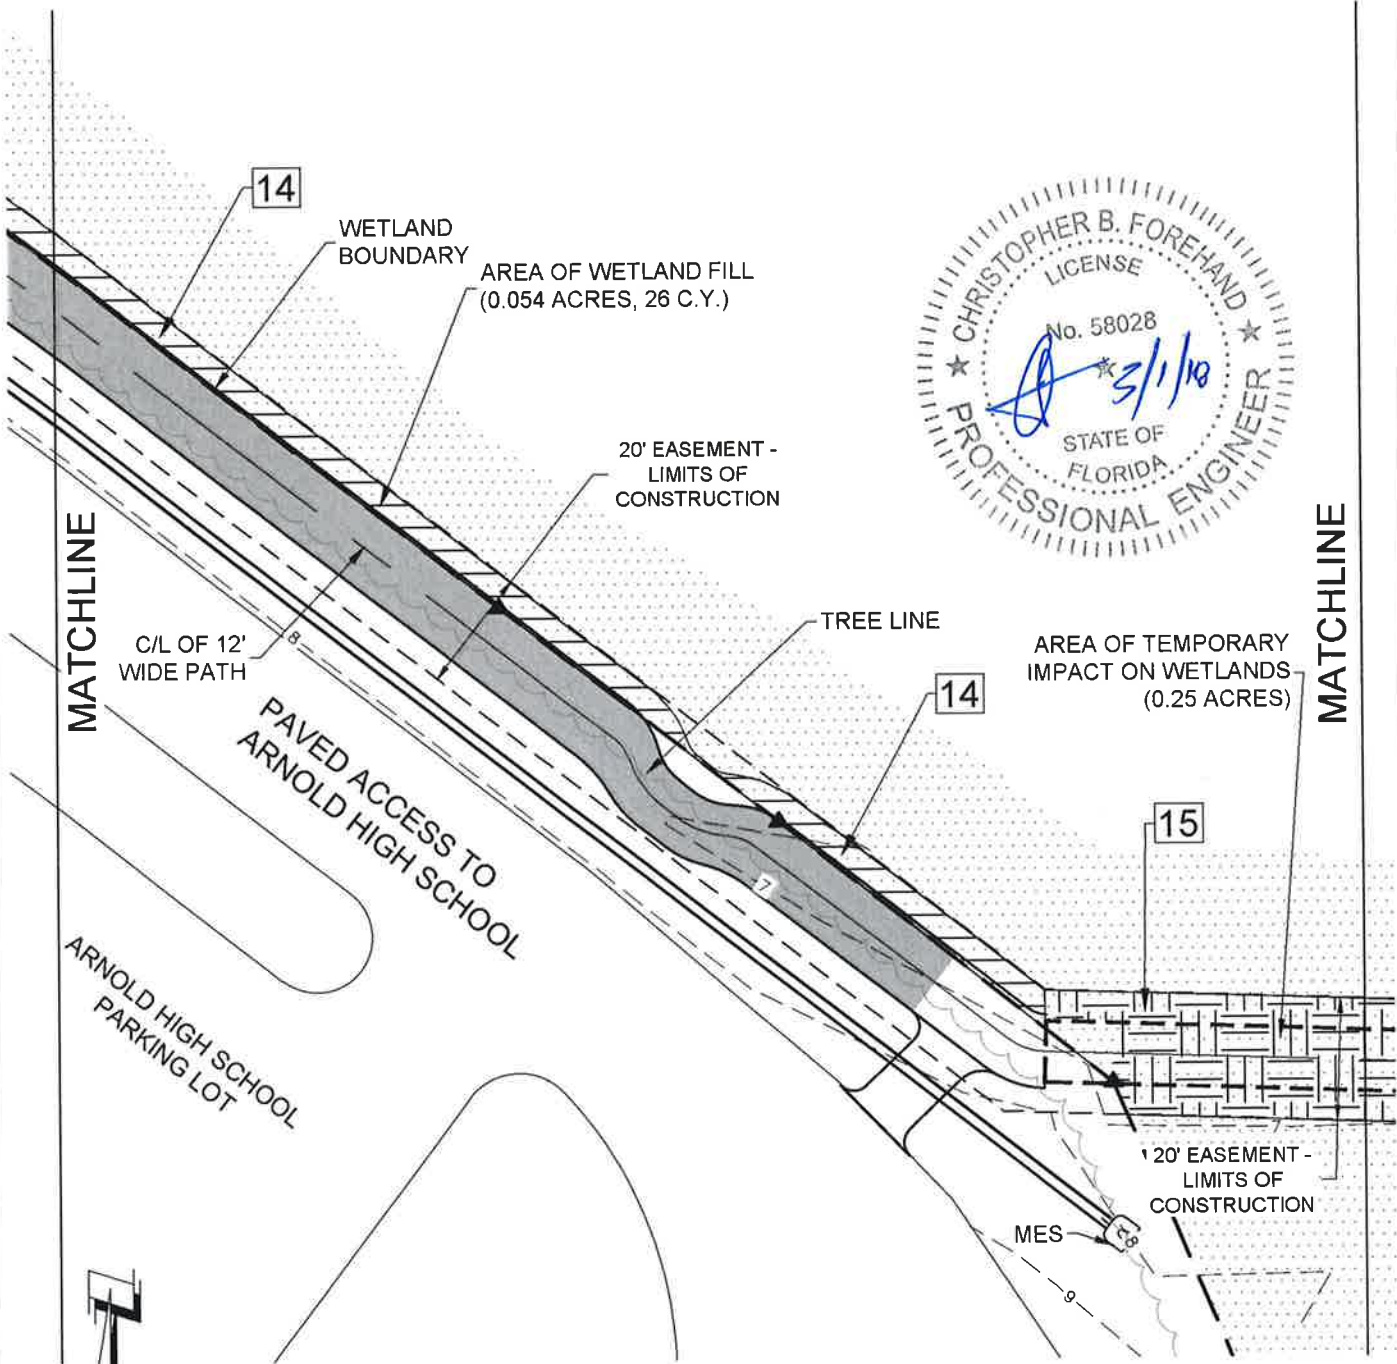 14
WETLAND
BOUNDARY
AREA OF WETLAND FILL
(0.054 ACRES, 26 C.Y.)
CHRISTOPHER B. FOREHAND
LICENSE
No. 58028
STATE OF
FLORIDA
PROFESSIONAL ENGINEER
20' EASEMENT -
LIMITS OF
CONSTRUCTION
MATCHLINE
MATCHLINE
C/L OF 12'
WIDE PATH
8
TREE LINE
AREA OF TEMPORARY
IMPACT ON WETLANDS
(0.25 ACRES)
14
15
PAVED ACCESS TO
ARNOLD HIGH SCHOOL
7
ARNOLD HIGH SCHOOL
PARKING LOT
20' EASEMENT -
LIMITS OF
CONSTRUCTION
MES
9